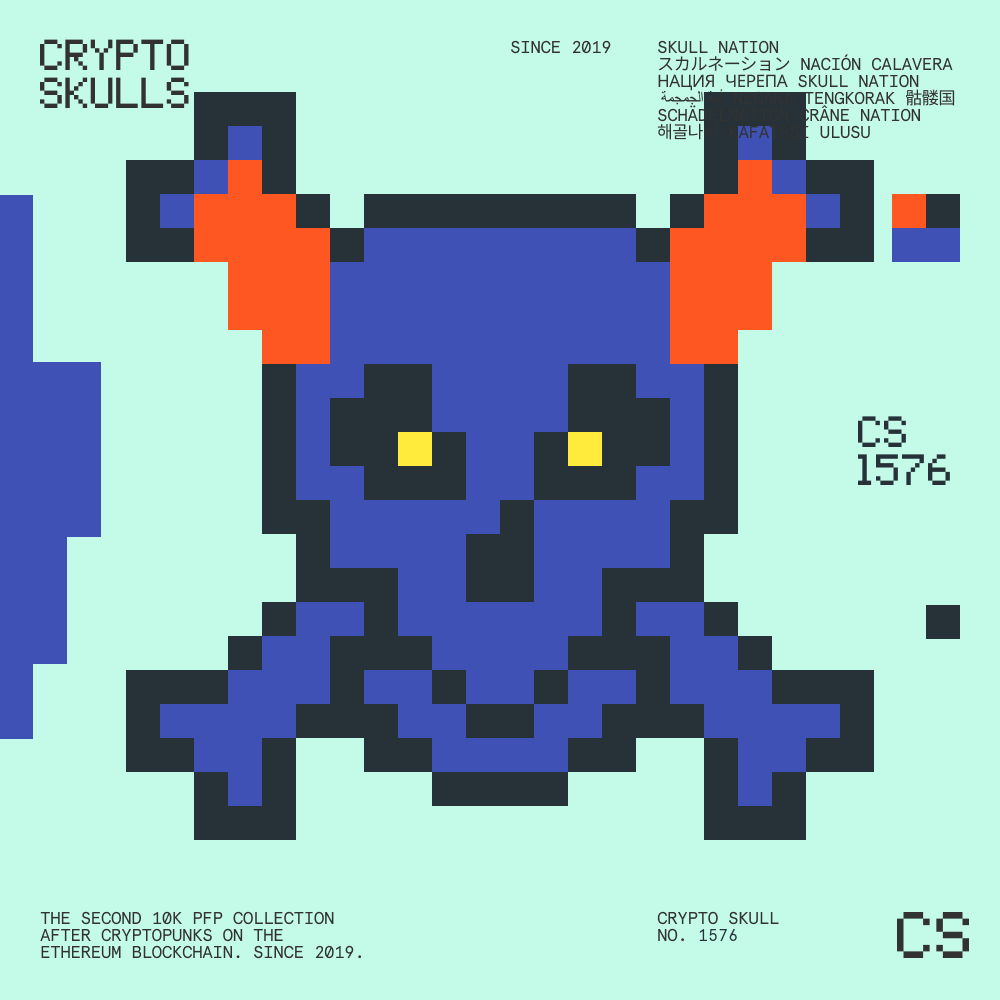 CRYPTO
SKULLS
SINCE 2019
SKULL NATION
スカルネーション NACIÓN CALAVERA
НАЦИЯ ЧЕРЕПА SKULL NATION
الجمجمة TENGKORAK 骷髅国
CRÂNE NATION
ULUSU
CS
1576
THE SECOND 10K PFP COLLECTION
AFTER CRYPTOPUNKS ON THE
ETHEREUM BLOCKCHAIN. SINCE 2019.
CRYPTO SKULL
NO. 1576
CS